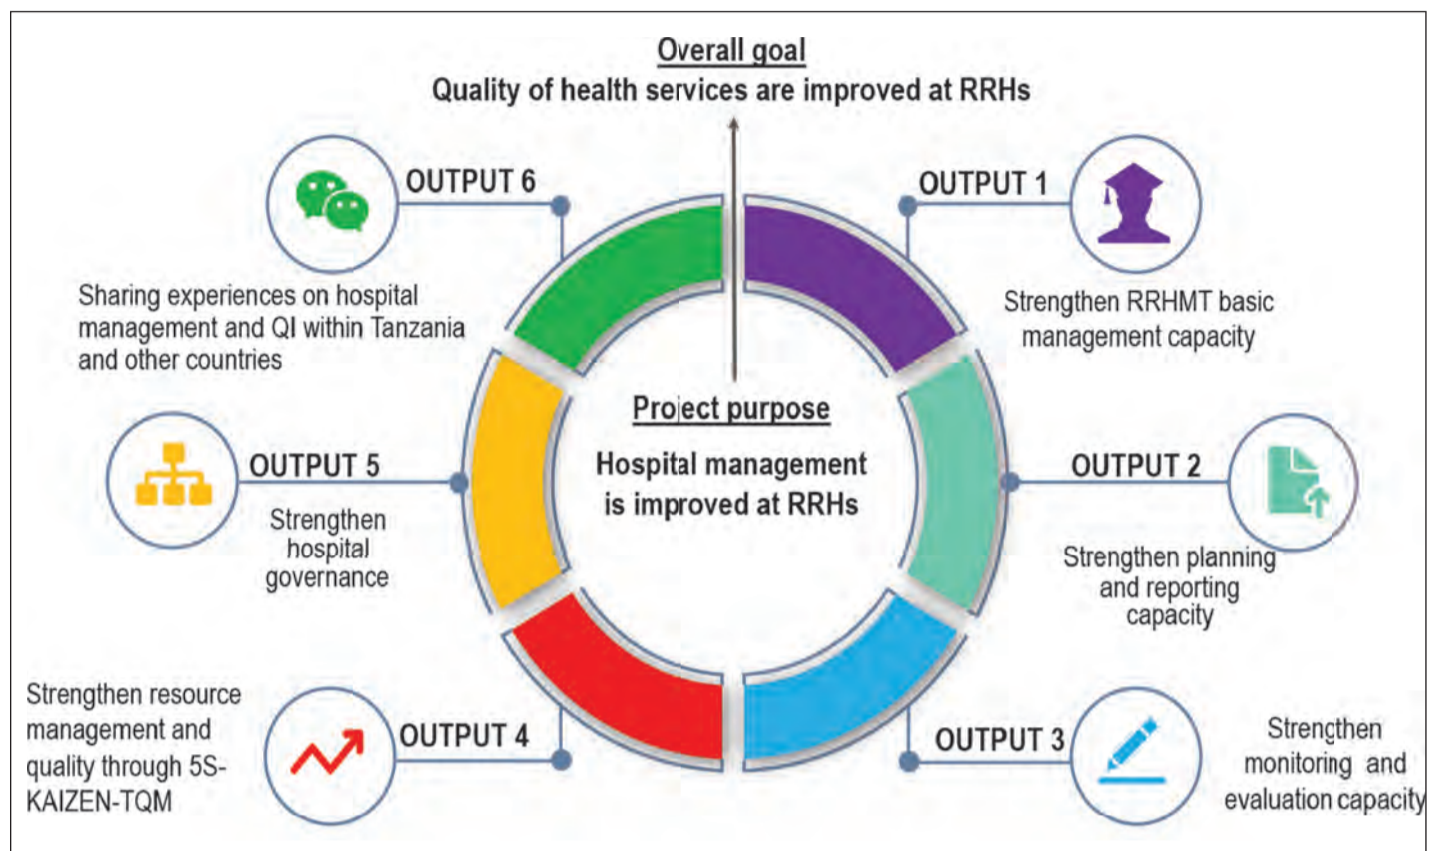 Overall goal
Quality of health services are improved at RRHs
OUTPUT 6
Sharing experiences on hospital
management and QI within Tanzania
and other countries
OUTPUT 1
Strengthen RRHMT basic
management capacity
Project purpose
Hospital management
is improved at RRHs
OUTPUT 5
Strengthen
hospital
governance
OUTPUT 2
Strengthen planning
and reporting
capacity
OUTPUT 4
Strengthen resource
management and
quality through 5S-
KAIZEN-TQM
OUTPUT 3
Strengthen
monitoring and
evaluation capacity